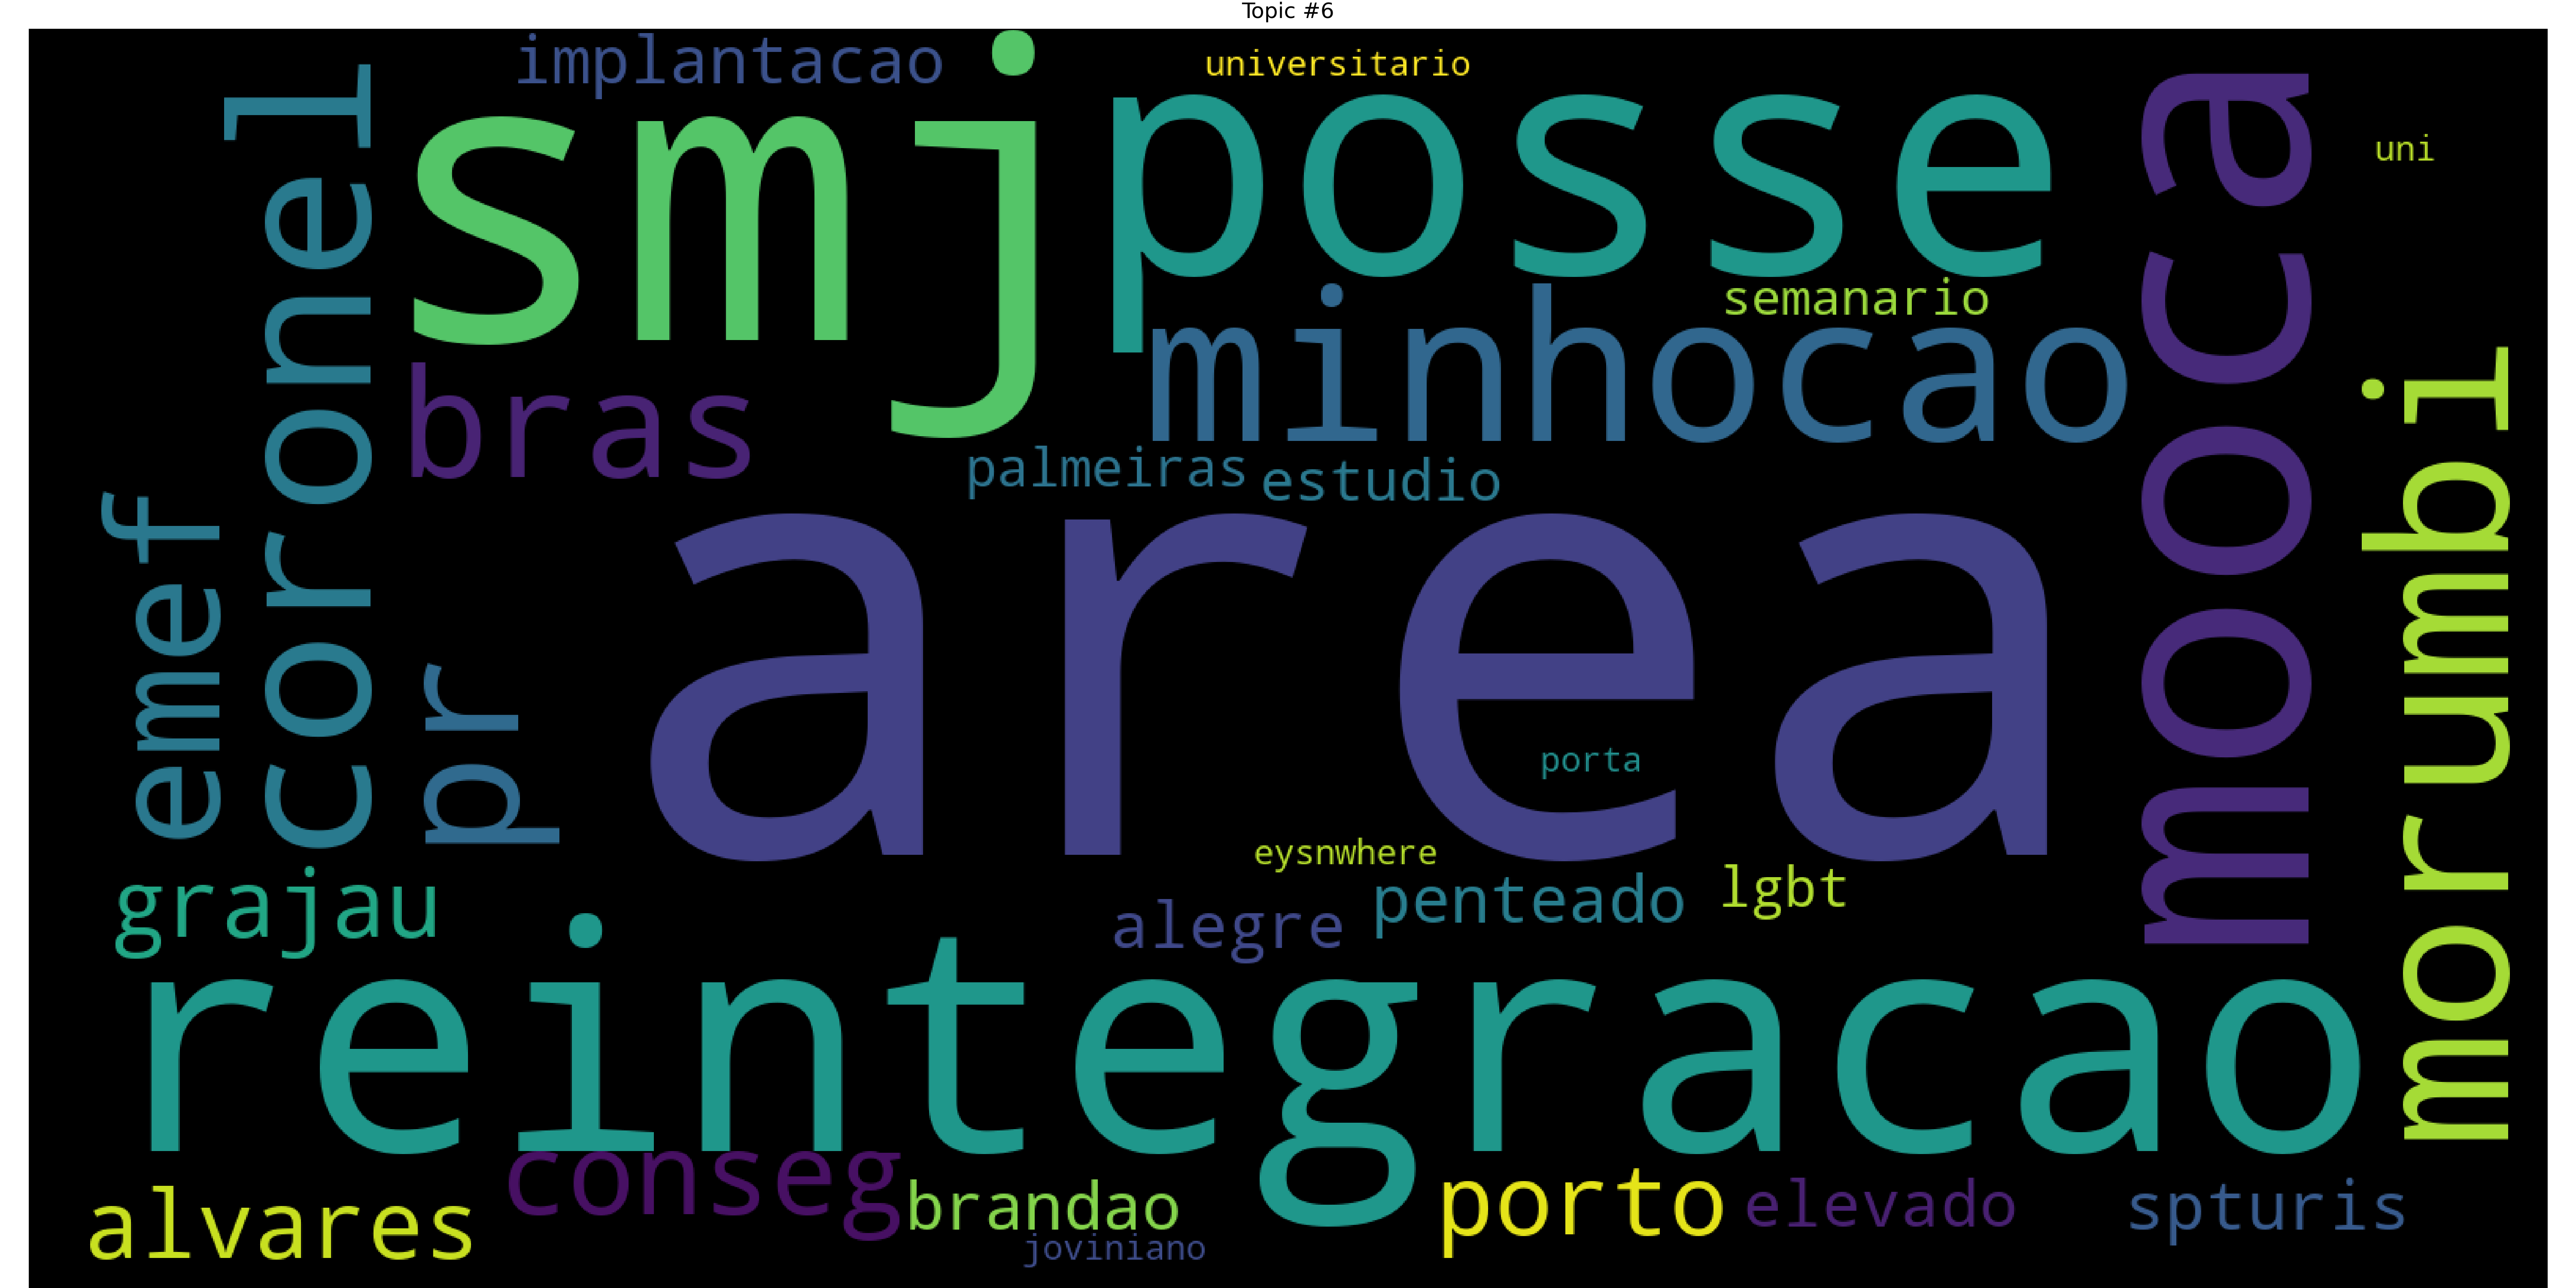 Topic #6
implantacao
universitario
smj
posse
coronel
mooca
uni
semanario
minhocao
bras
palmeiras
estudio
morumbi
emef
pr
area
porta
eysnwhere
grajau
alegre
penteado
lgbt
reintegracao
conseg
alvares
brandao
porto
elevado
spturis
joviniano